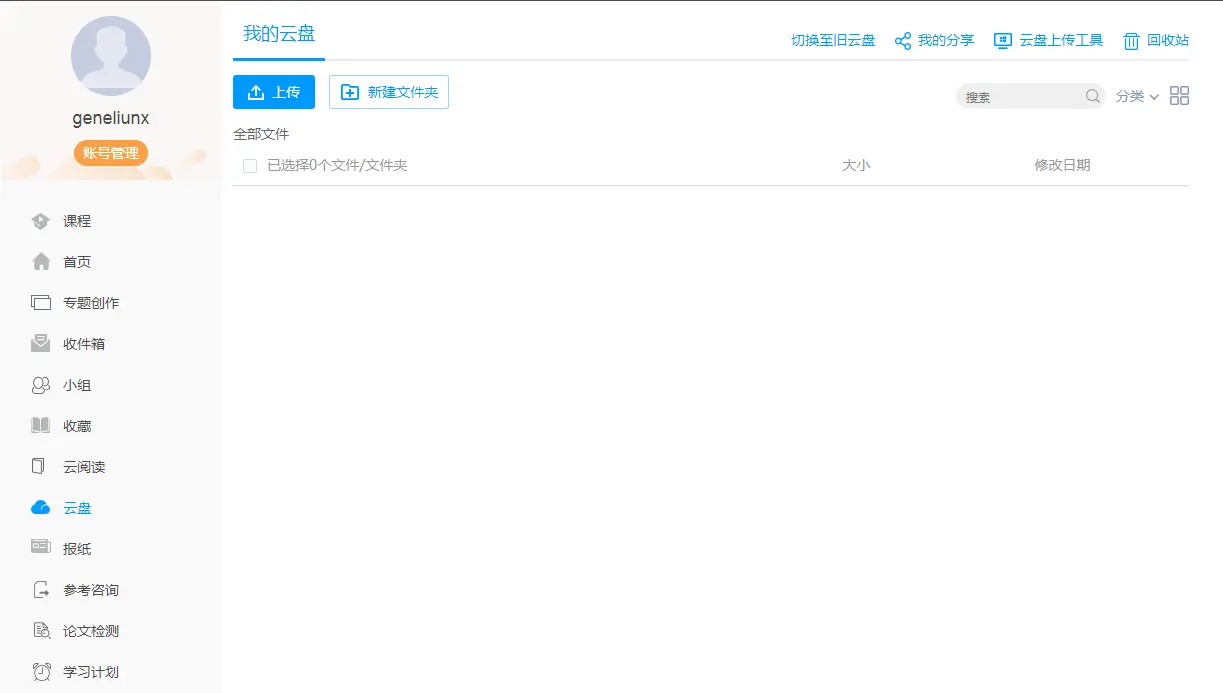 我的云盘
切换至旧云盘 我的分享 云盘上传工具 回收站
geneliunx
账号管理
上传 新建文件夹
搜索 分类
全部文件
已选择0个文件/文件夹 大小 修改日期
课程
首页
专题创作
收件箱
小组
收藏
云阅读
云盘
报纸
参考咨询
论文检测
学习计划